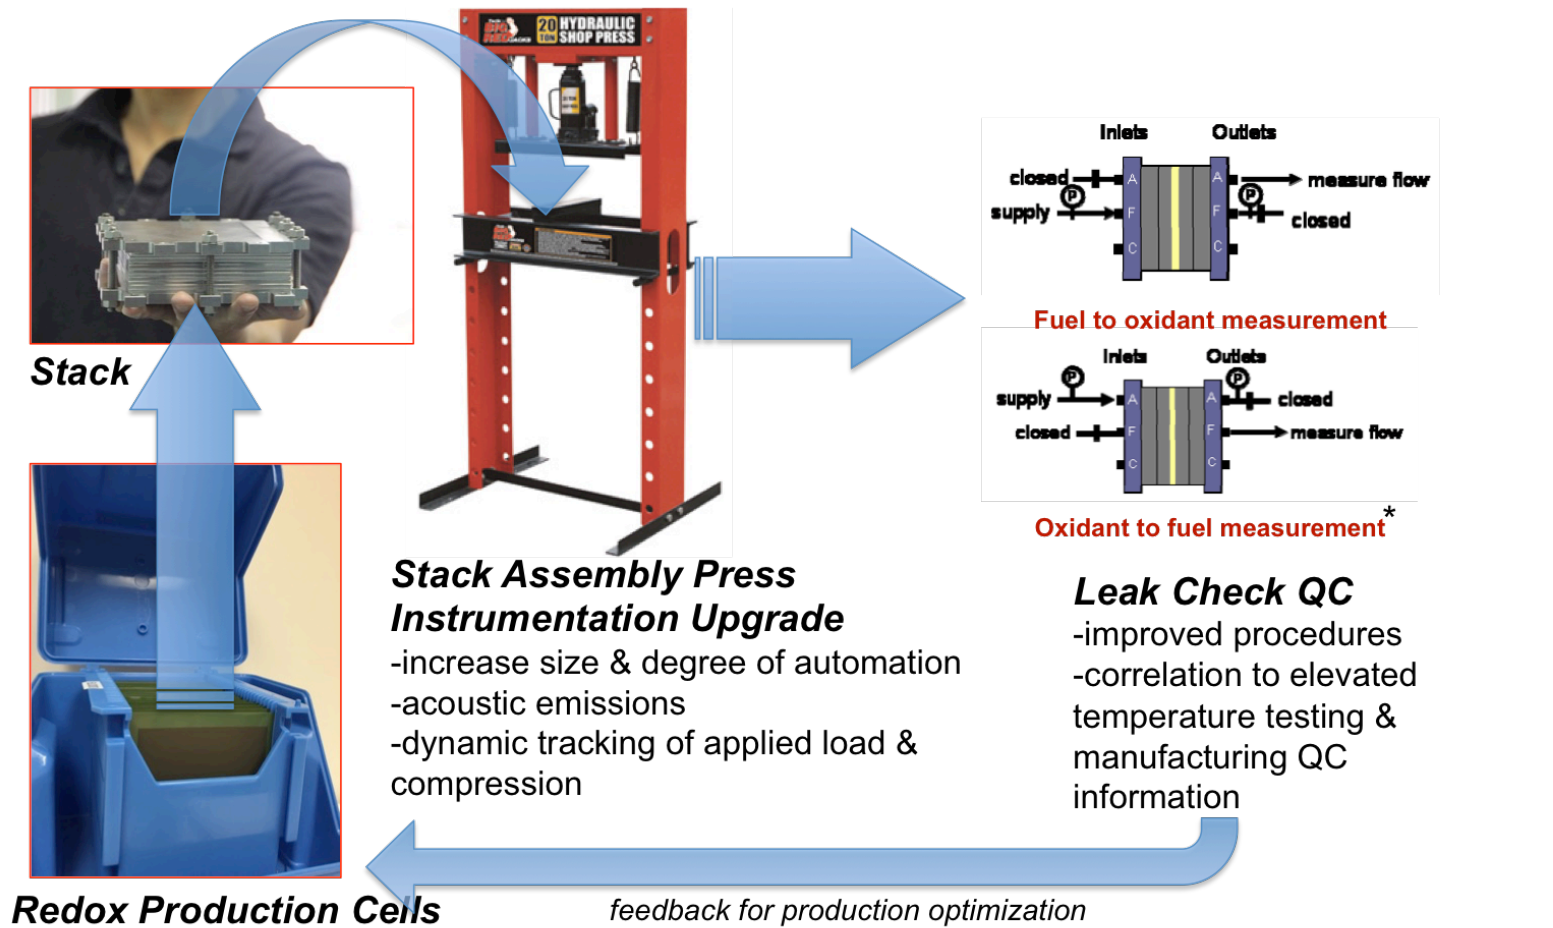 20 TON
HYDRAULIC
SHOP PRESS
BIG RED
JACKS
Stack
Redox Production Cells
Stack Assembly Press
Instrumentation Upgrade
-increase size & degree of automation
-acoustic emissions
-dynamic tracking of applied load &
compression
Inlets Outlets
closed A A measure flow
P P
supply F F closed
C C
Fuel to oxidant measurement
Inlets Outlets
P P
supply A A closed
closed F F measure flow
C C
Oxidant to fuel measurement*
Leak Check QC
-improved procedures
-correlation to elevated
temperature testing &
manufacturing QC
information
feedback for production optimization